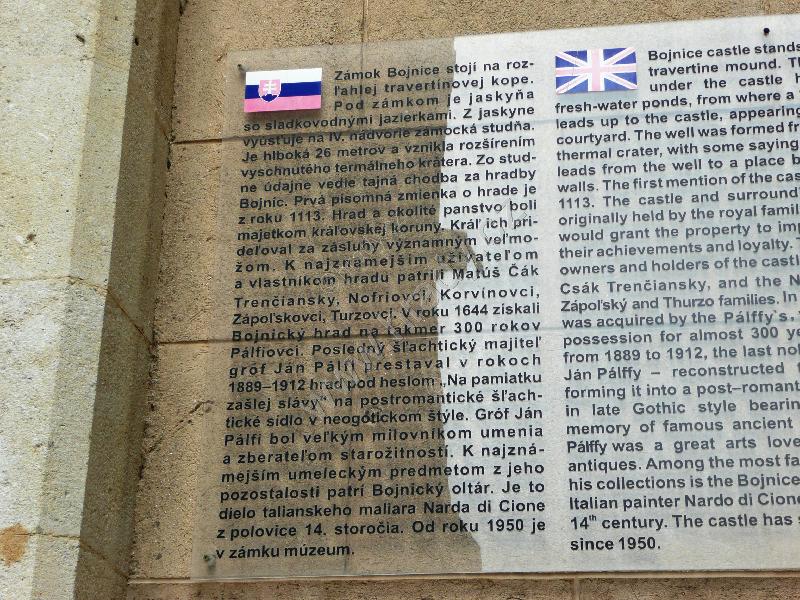 Zámok Bojnice stojí na roz-
ľahlej travertínovej kope.
Pod zámkom je jaskyňa
so sladkovodnými jazierkami. Z jaskyne
vyúsťuje na IV. nádvorie zámocká studňa.
Je hlboká 26 metrov a vznikla rozšírením
vyschnutého termálneho krátera. Zo stud-
ne údajne vedie tajná chodba za hradby
Bojníc. Prvá písomná zmienka o hrade je
z roku 1113. Hrad a okolité panstvo boli
majetkom kráľovskej koruny. Kráľ ich pri-
deľoval za zásluhy významným veľmo-
žom. K najznámejším užívateľom
a vlastníkom hradu patrili Matúš Čák
Trenčiansky, Nofriovci, Korvínovci,
Zápoľskovci, Turzovci. V roku 1644 získali
Bojnický hrad na takmer 300 rokov
Pálfiovci. Posledný šľachtický majiteľ
gróf Ján Pálfi prestaval v rokoch
1889–1912 hrad pod heslom „Na pamiatku
zašlej slávy" na postromantické šľach-
tické sídlo v neogotickom štýle. Gróf Ján
Pálfi bol veľkým milovníkom umenia
a zberateľom starožitností. K najzná-
mejším umeleckým predmetom z jeho
pozostalosti patrí Bojnický oltár. Je to
dielo talianskeho maliara Narda di Cione
z polovice 14. storočia. Od roku 1950 je
v zámku múzeum.
Bojnice castle stands
travertine mound.
under the castle
fresh-water ponds, from where a
leads up to the castle, appearing
courtyard. The well was formed
thermal crater, with some saying
leads from the well to a place
walls. The first mention of the
1113. The castle and
originally held by the royal
would grant the property to
their achievements and loyalty.
owners and holders of the
Csák Trenčiansky, and the
Zápoľský and Thurzo families. In
was acquired by the Pálffy`s.
possession for almost 300
from 1889 to 1912, the last
Ján Pálffy – reconstructed
forming it into a post–
in late Gothic style
memory of famous ancient
Pálffy was a great arts
antiques. Among the most
his collections is the Bojnice
Italian painter Nardo di Cione
14th century. The castle has
since 1950.